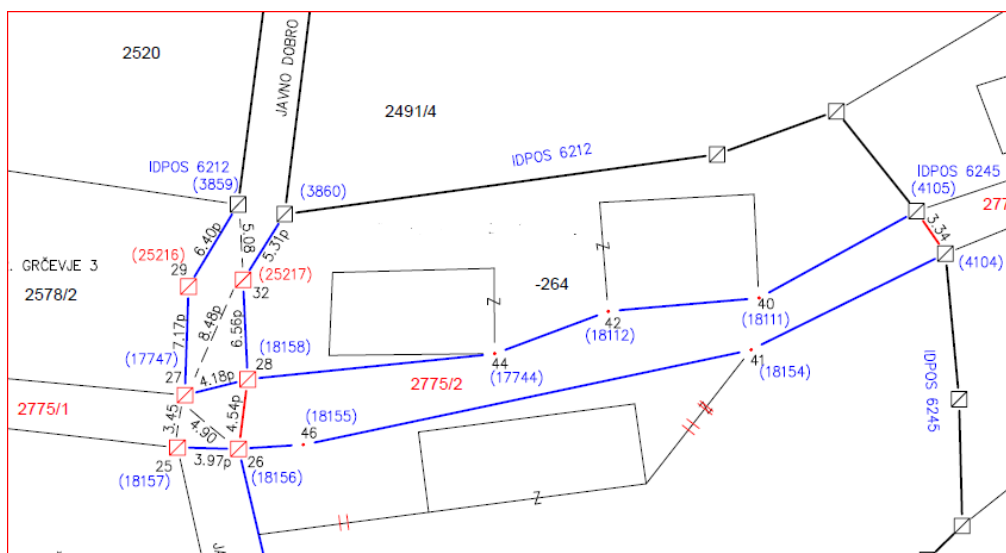 2520
JAVNO DOBRO
2491/4
IDPOS 6212
(3859)
(3860)
IDPOS 6212
IDPOS 6245
(4105)
277
3.34
(4104)
6.40p
5.08
5.31p
(25216)
29
(25217)
32
. GRČEVJE 3
2578/2
-264
Z
Z
40
(18111)
42
(18112)
7.17p
8.48p
6.56p
(17747)
27
4.18p
(18158)
28
44
(17744)
41
(18154)
2775/2
2775/1
3.45
4.90
4.54p
(18155)
46
IDPOS 6245
25
3.97p
26
(18157)
(18156)
Z
Z